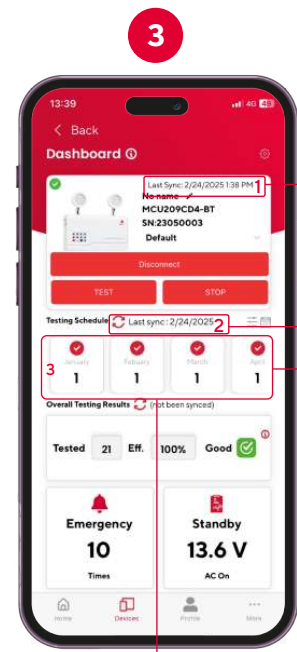 3
13:39
4G 43
< Back
Dashboard
Last Sync: 2/24/2025 1:38 PM 1
No name
MCU209CD4-BT
SN:23050003
Default
Disconnect
TEST STOP
Testing Schedule Last sync: 2/24/2025 2
3
January Febuary March April
1 1 1 1
Overall Testing Results (not been synced)
Tested 21 Eff. 100% Good
Emergency Standby
10 13.6 V
Times AC On
Home Devices Profile More